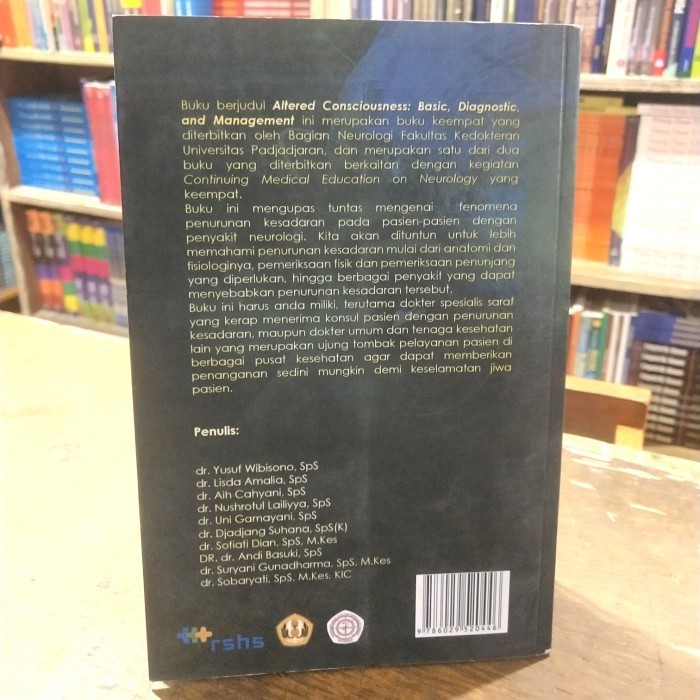 Buku berjudul Altered Consciousness: Basic, Diagnostic,
and Management ini merupakan buku keempat yang
diterbitkan oleh Bagian Neurologi Fakultas Kedokteran
Universitas Padjadjaran, dan merupakan satu dari dua
buku yang diterbitkan berkaitan dengan kegiatan
Continuing Medical Education on Neurology yang
keempat.
Buku ini mengupas tuntas mengenai fenomena
penurunan kesadaran pada pasien-pasien dengan
penyakit neurologi. Kita akan dituntun untuk lebih
memahami penurunan kesadaran mulai dari anatomi dan
fisiologinya, pemeriksaan fisik dan pemeriksaan penunjang
yang diperlukan, hingga berbagai penyakit yang dapat
menyebabkan penurunan kesadaran tersebut.
Buku ini harus anda miliki, terutama dokter spesialis saraf
yang kerap menerima konsul pasien dengan penurunan
kesadaran, maupun dokter umum dan tenaga kesehatan
lain yang merupakan ujung tombak pelayanan pasien di
berbagai pusat kesehatan agar dapat memberikan
penanganan sedini mungkin demi keselamatan jiwa
pasien.
Penulis:
dr. Yusuf Wibisono, SpS
dr. Lisda Amalia, SpS
dr. Aih Cahyani, SpS
dr. Nushrotul Lailiyya, SpS
dr. Uni Gamayani, SpS
dr. Djadjang Suhana, SpS(K)
dr. Sofiati Dian, SpS, M.Kes
DR. dr. Andi Basuki, SpS
dr. Suryani Gunadharma, SpS, M.Kes
dr. Sobaryati, SpS, M.Kes, KIC
rshs
9 786029 520446